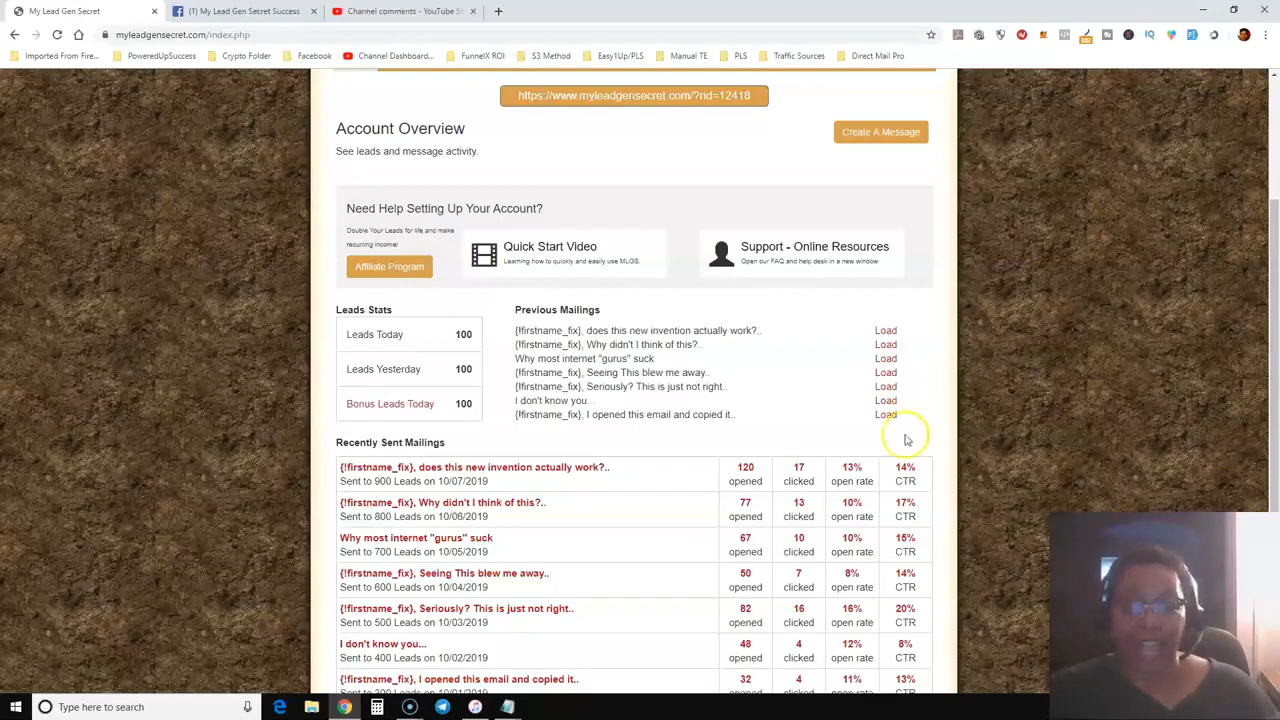 My Lead Gen Secret
(1) My Lead Gen Secret Success
Channel comments - YouTube St
myleadgensecret.com/index.php
Imported From Fire...
PoweredUpSuccess
Crypto Folder
Facebook
Channel Dashboard...
FunnelX ROI
S3 Method
Easy1Up/PLS
Manual TE
PLS
Traffic Sources
Direct Mail Pro
https://www.myleadgensecret.com/?rid=12418
Account Overview
Create A Message
See leads and message activity.
Need Help Setting Up Your Account?
Double Your Leads for life and make
recurring income!
Affiliate Program
Quick Start Video
Learning how to quickly and easily use MLGS.
Support - Online Resources
Open our FAQ and help desk in a new window
Leads Stats
Leads Today 100
Leads Yesterday 100
Bonus Leads Today 100
Previous Mailings
{!firstname_fix}, does this new invention actually work?.. Load
{!firstname_fix}, Why didn't I think of this?.. Load
Why most internet "gurus" suck Load
{!firstname_fix}, Seeing This blew me away.. Load
{!firstname_fix}, Seriously? This is just not right.. Load
I don't know you... Load
{!firstname_fix}, I opened this email and copied it.. Load
Recently Sent Mailings
{!firstname_fix}, does this new invention actually work?.. 120 17 13% 14%
Sent to 900 Leads on 10/07/2019 opened clicked open rate CTR
{!firstname_fix}, Why didn't I think of this?.. 77 13 10% 17%
Sent to 800 Leads on 10/06/2019 opened clicked open rate CTR
Why most internet "gurus" suck 67 10 10% 15%
Sent to 700 Leads on 10/05/2019 opened clicked open rate CTR
{!firstname_fix}, Seeing This blew me away.. 50 7 8% 14%
Sent to 600 Leads on 10/04/2019 opened clicked open rate CTR
{!firstname_fix}, Seriously? This is just not right.. 82 16 16% 20%
Sent to 500 Leads on 10/03/2019 opened clicked open rate CTR
I don't know you... 48 4 12% 8%
Sent to 400 Leads on 10/02/2019 opened clicked open rate CTR
{!firstname_fix}, I opened this email and copied it.. 32 4 11% 13%
Type here to search